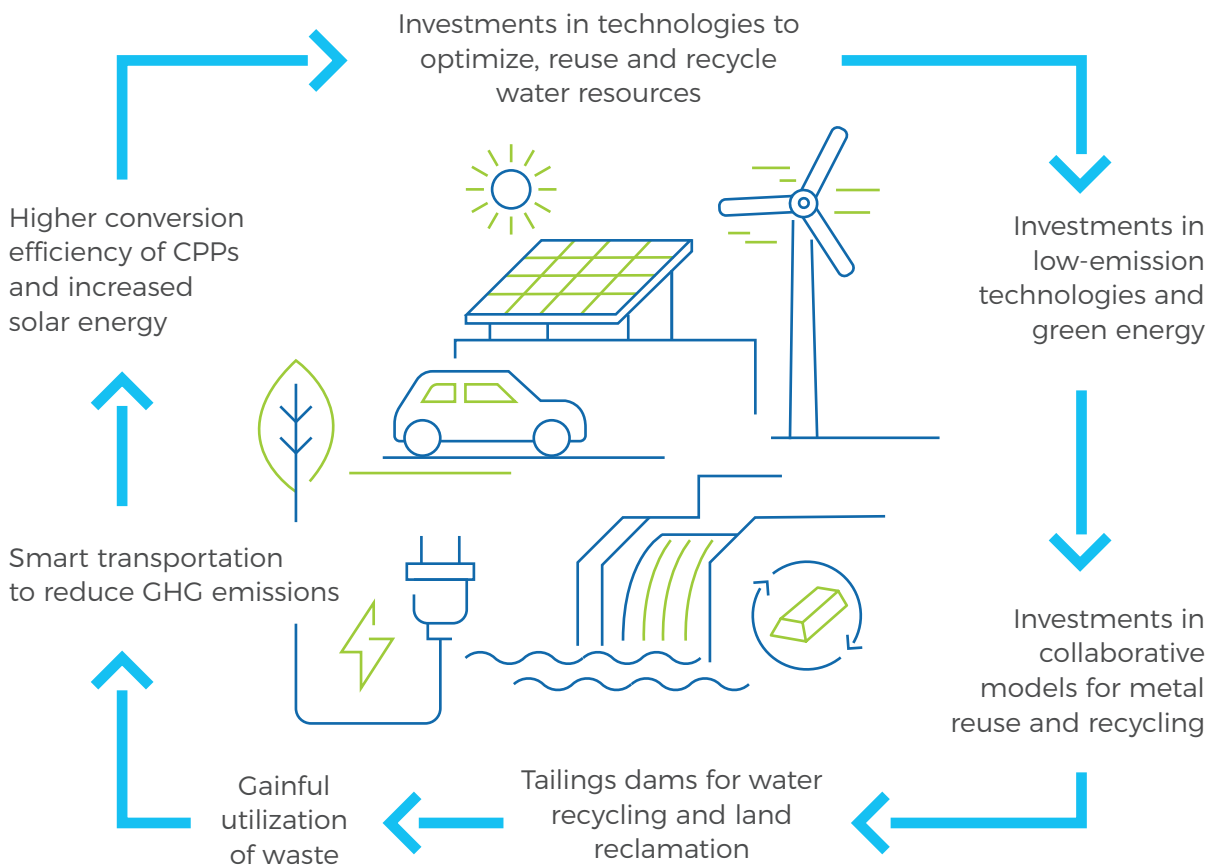 Investments in technologies to
optimize, reuse and recycle
water resources
Investments in
low-emission
technologies and
green energy
Investments in
collaborative
models for metal
reuse and recycling
Tailings dams for water
recycling and land
reclamation
Gainful
utilization
of waste
Smart transportation
to reduce GHG emissions
Higher conversion
efficiency of CPPs
and increased
solar energy